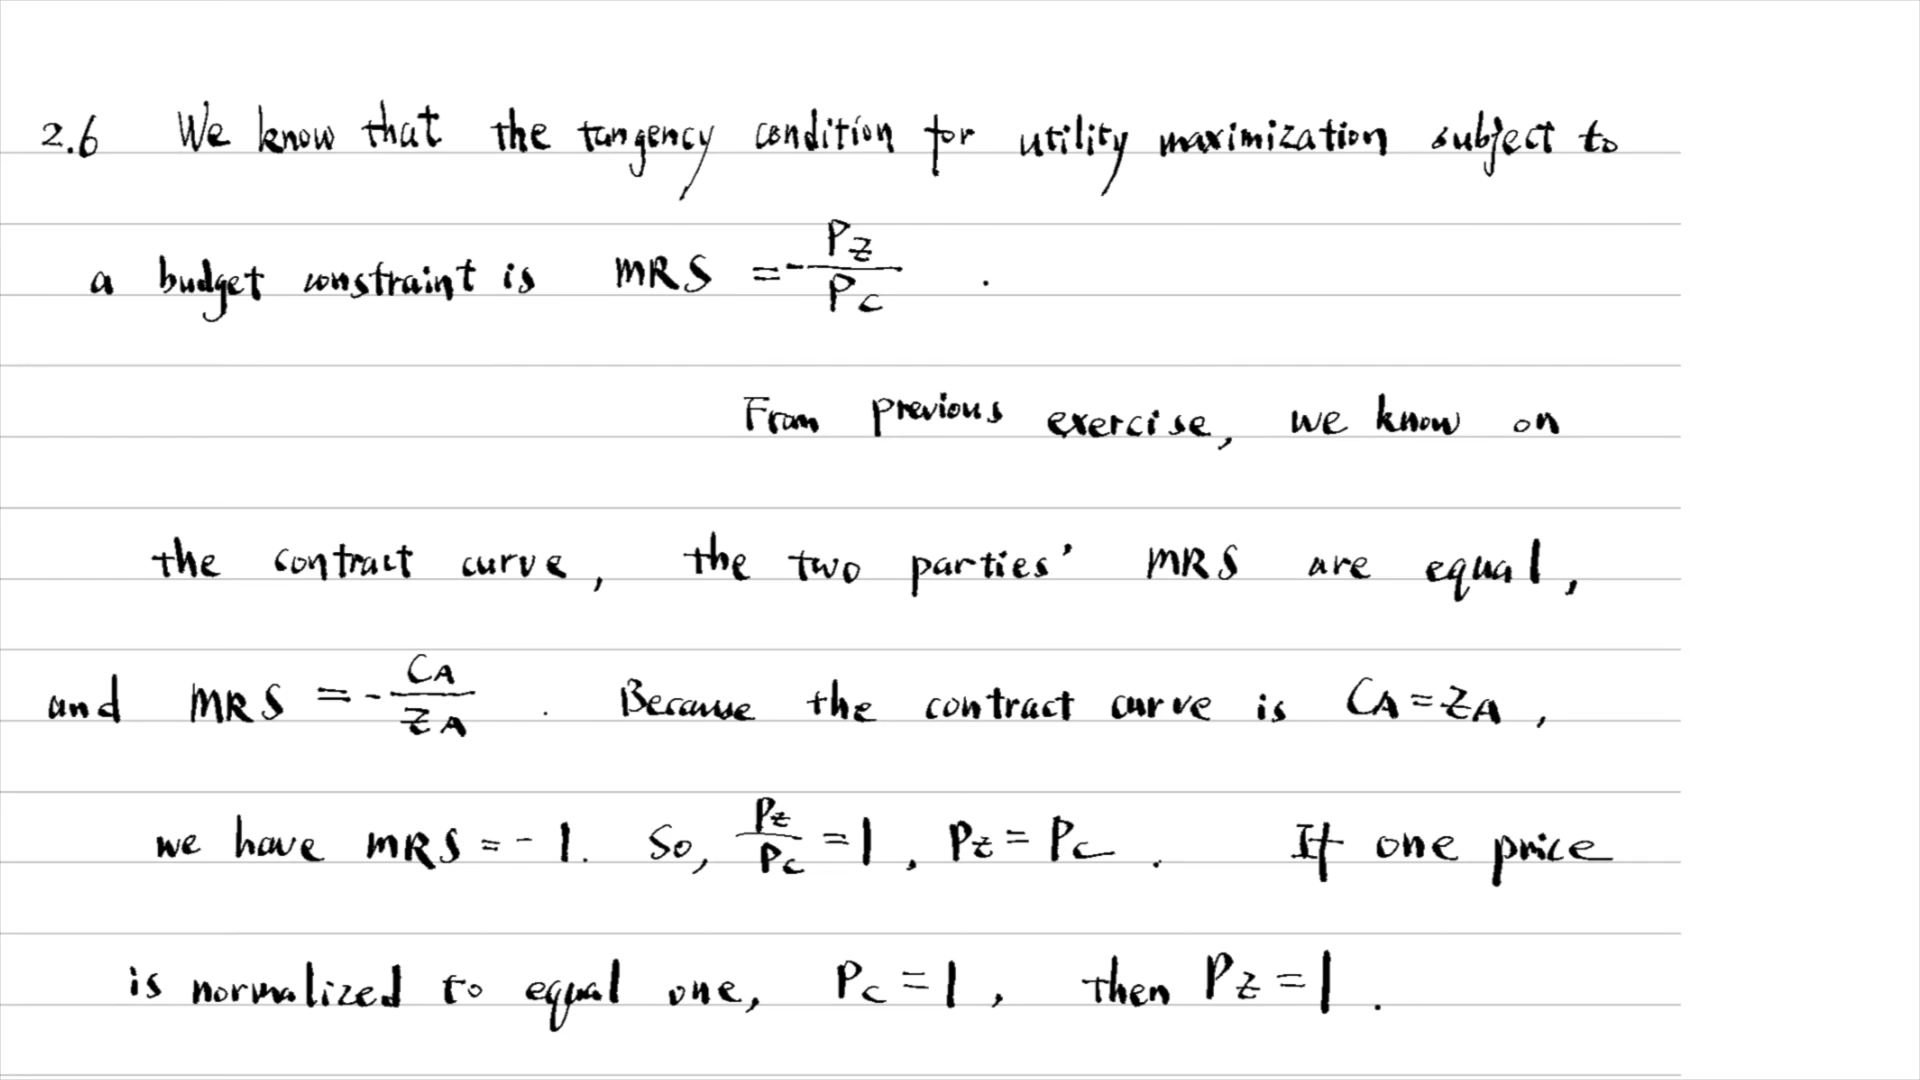 2.6 We know that the tangency condition for utility maximization subject to
a budget constraint is MRS = - PZ / PC .
From previous exercise, we know on
the contract curve, the two parties' MRS are equal,
and MRS = - CA / ZA . Because the contract curve is CA = ZA ,
we have MRS = - 1. So, PZ / PC = 1 , PZ = PC . If one price
is normalized to equal one, PC = 1 , then PZ = 1 .